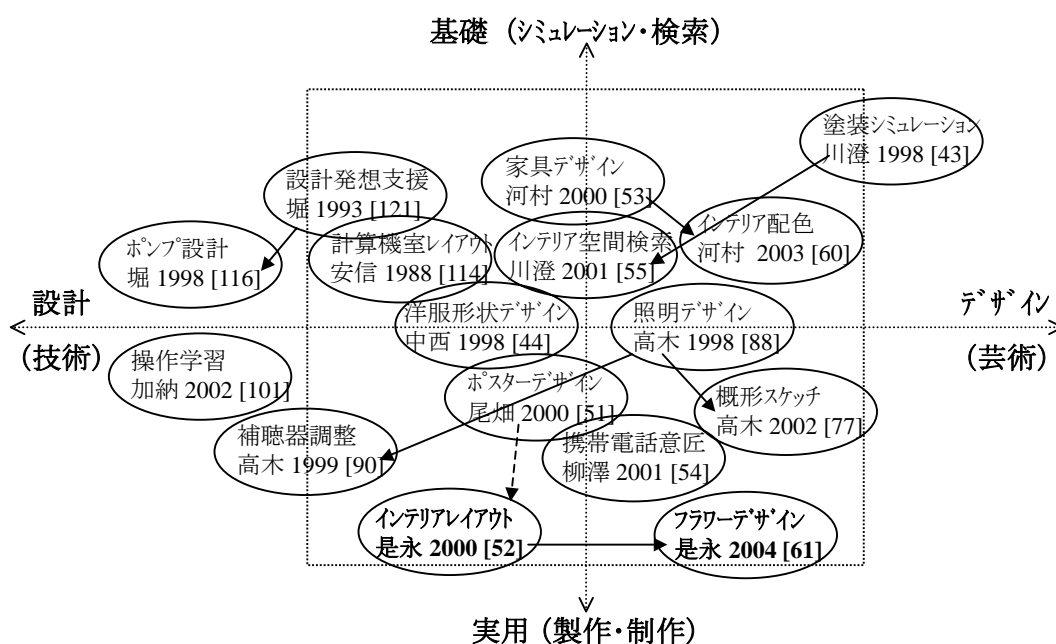 基礎 (シミュレーション・検索)
塗装シミュレーション
川澄 1998 [43]
家具デザイン
河村 2000 [53]
設計発想支援
堀 1993 [121]
インテリア配色
河村 2003 [60]
計算機室レイアウト
安信 1988 [114]
インテリア空間検索
川澄 2001 [55]
ポンプ設計
堀 1998 [116]
設計
(技術)
デザイン
(芸術)
洋服形状デザイン
中西 1998 [44]
照明デザイン
高木 1998 [88]
操作学習
加納 2002 [101]
ポスターデザイン
尾畑 2000 [51]
概形スケッチ
高木 2002 [77]
補聴器調整
高木 1999 [90]
携帯電話意匠
柳澤 2001 [54]
インテリアレイアウト
是永 2000 [52]
フラワーデザイン
是永 2004 [61]
実用 (製作・制作)